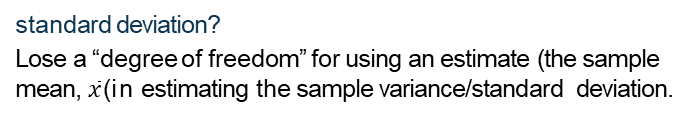 standard deviation?
Lose a “degree of freedom” for using an estimate (the sample
mean, x̄(in estimating the sample variance/standard deviation.